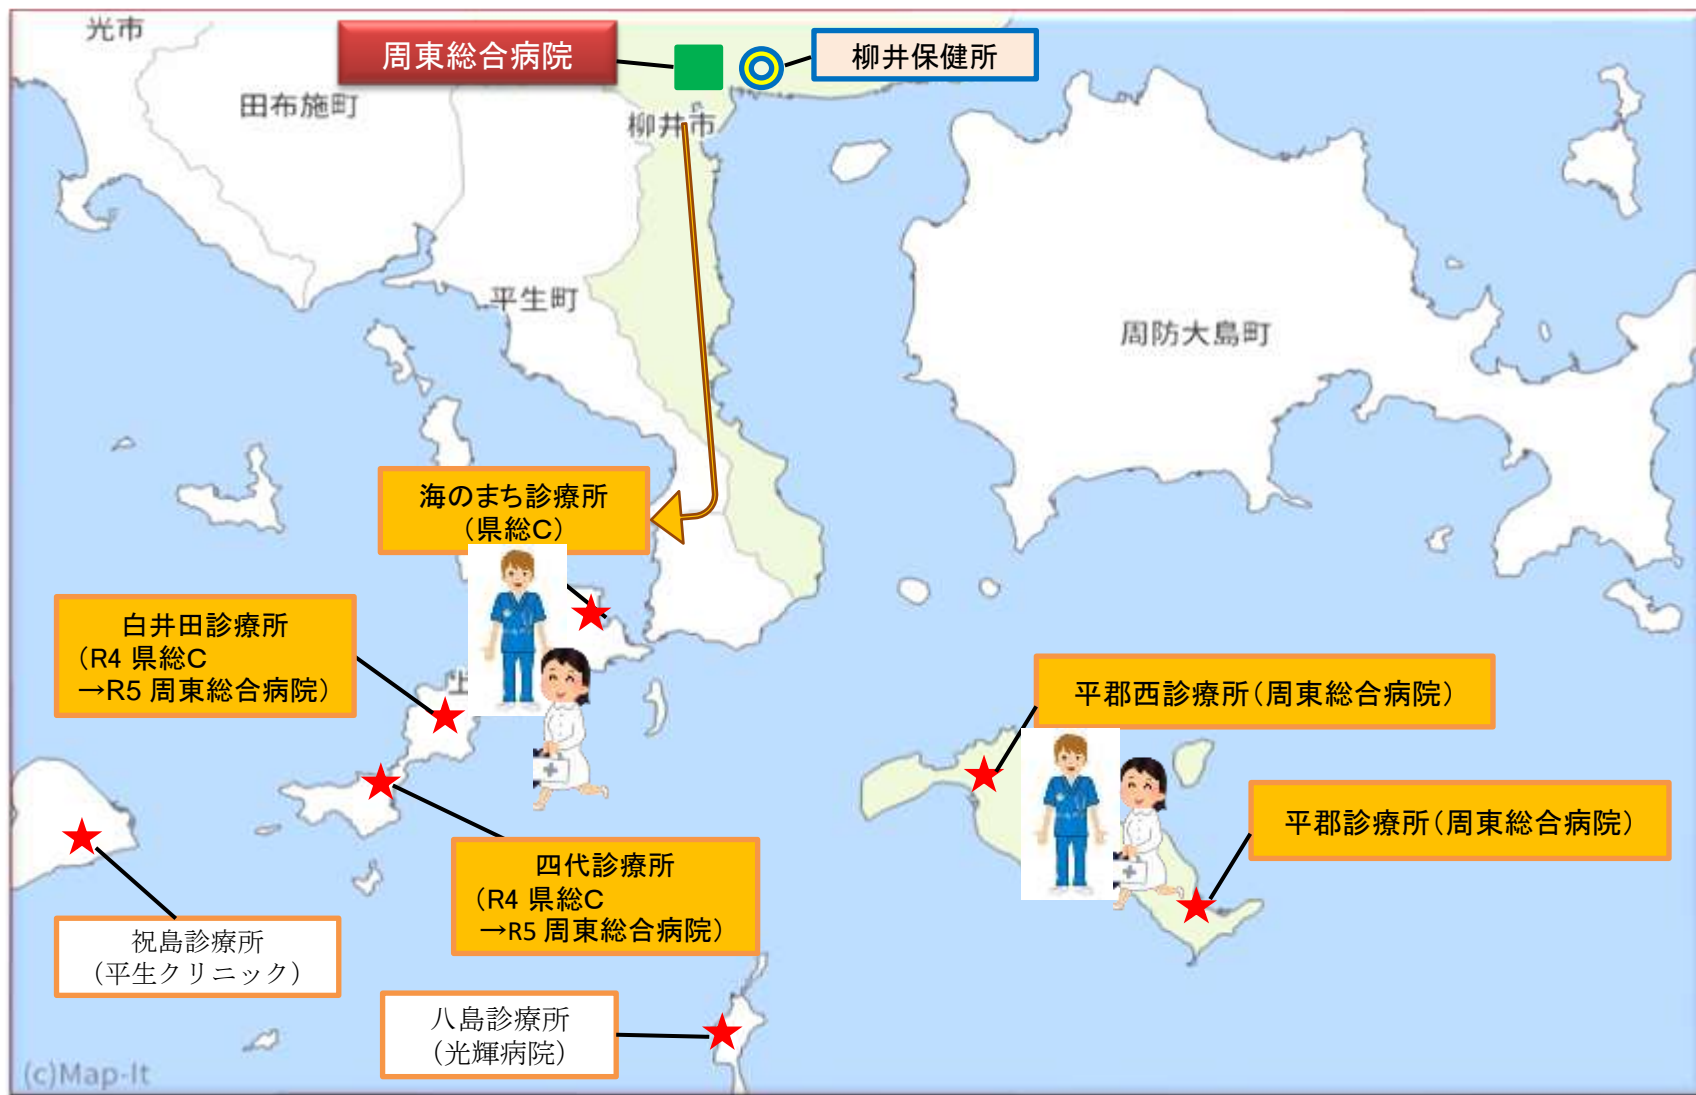 光市
周東総合病院
柳井保健所
田布施町
柳井市
平生町
周防大島町
海のまち診療所
（県総C）
白井田診療所
（R4 県総C
→R5 周東総合病院）
上
平郡西診療所（周東総合病院）
平郡診療所（周東総合病院）
四代診療所
（R4 県総C
→R5 周東総合病院）
祝島診療所
（平生クリニック）
八島診療所
（光輝病院）
(c)Map-It